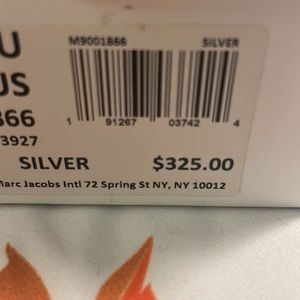 M9001866 SILVER
U
US
866
1 91267 03742 4
3927
SILVER $325.00
Marc Jacobs Intl 72 Spring St NY, NY 10012